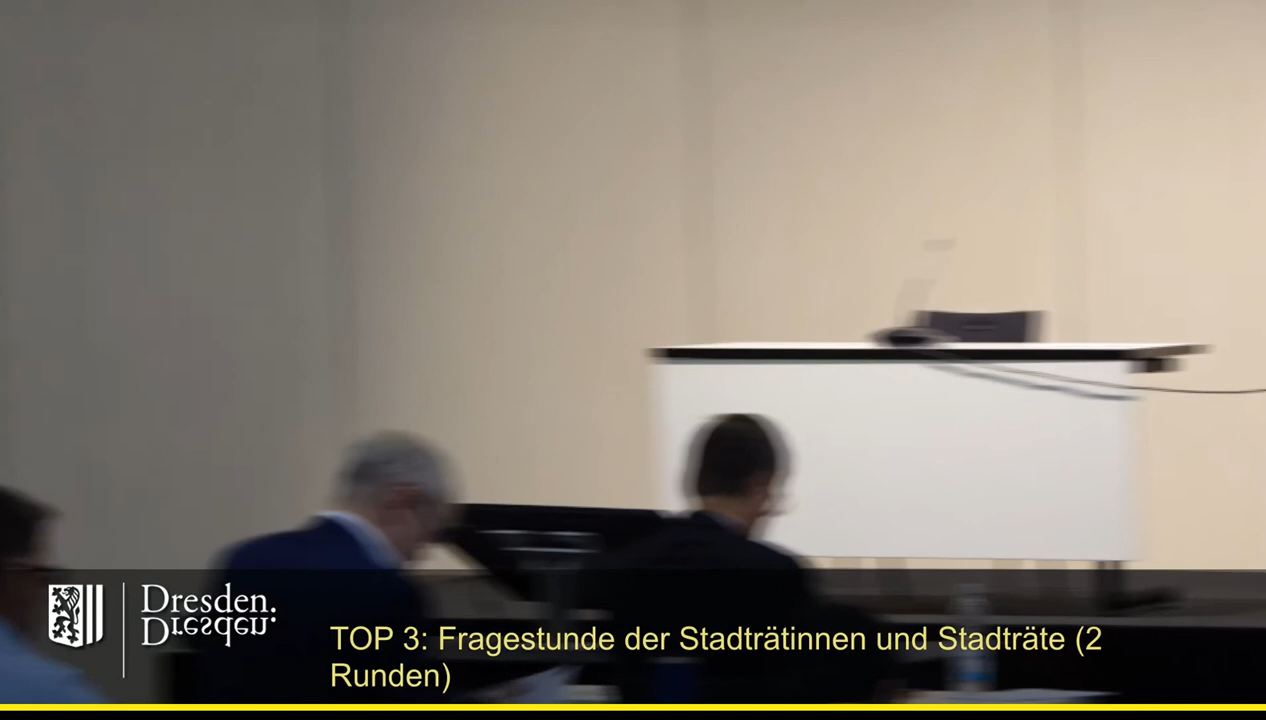 Dresden.
Dresden.
TOP 3: Fragestunde der Stadträtinnen und Stadträte (2
Runden)